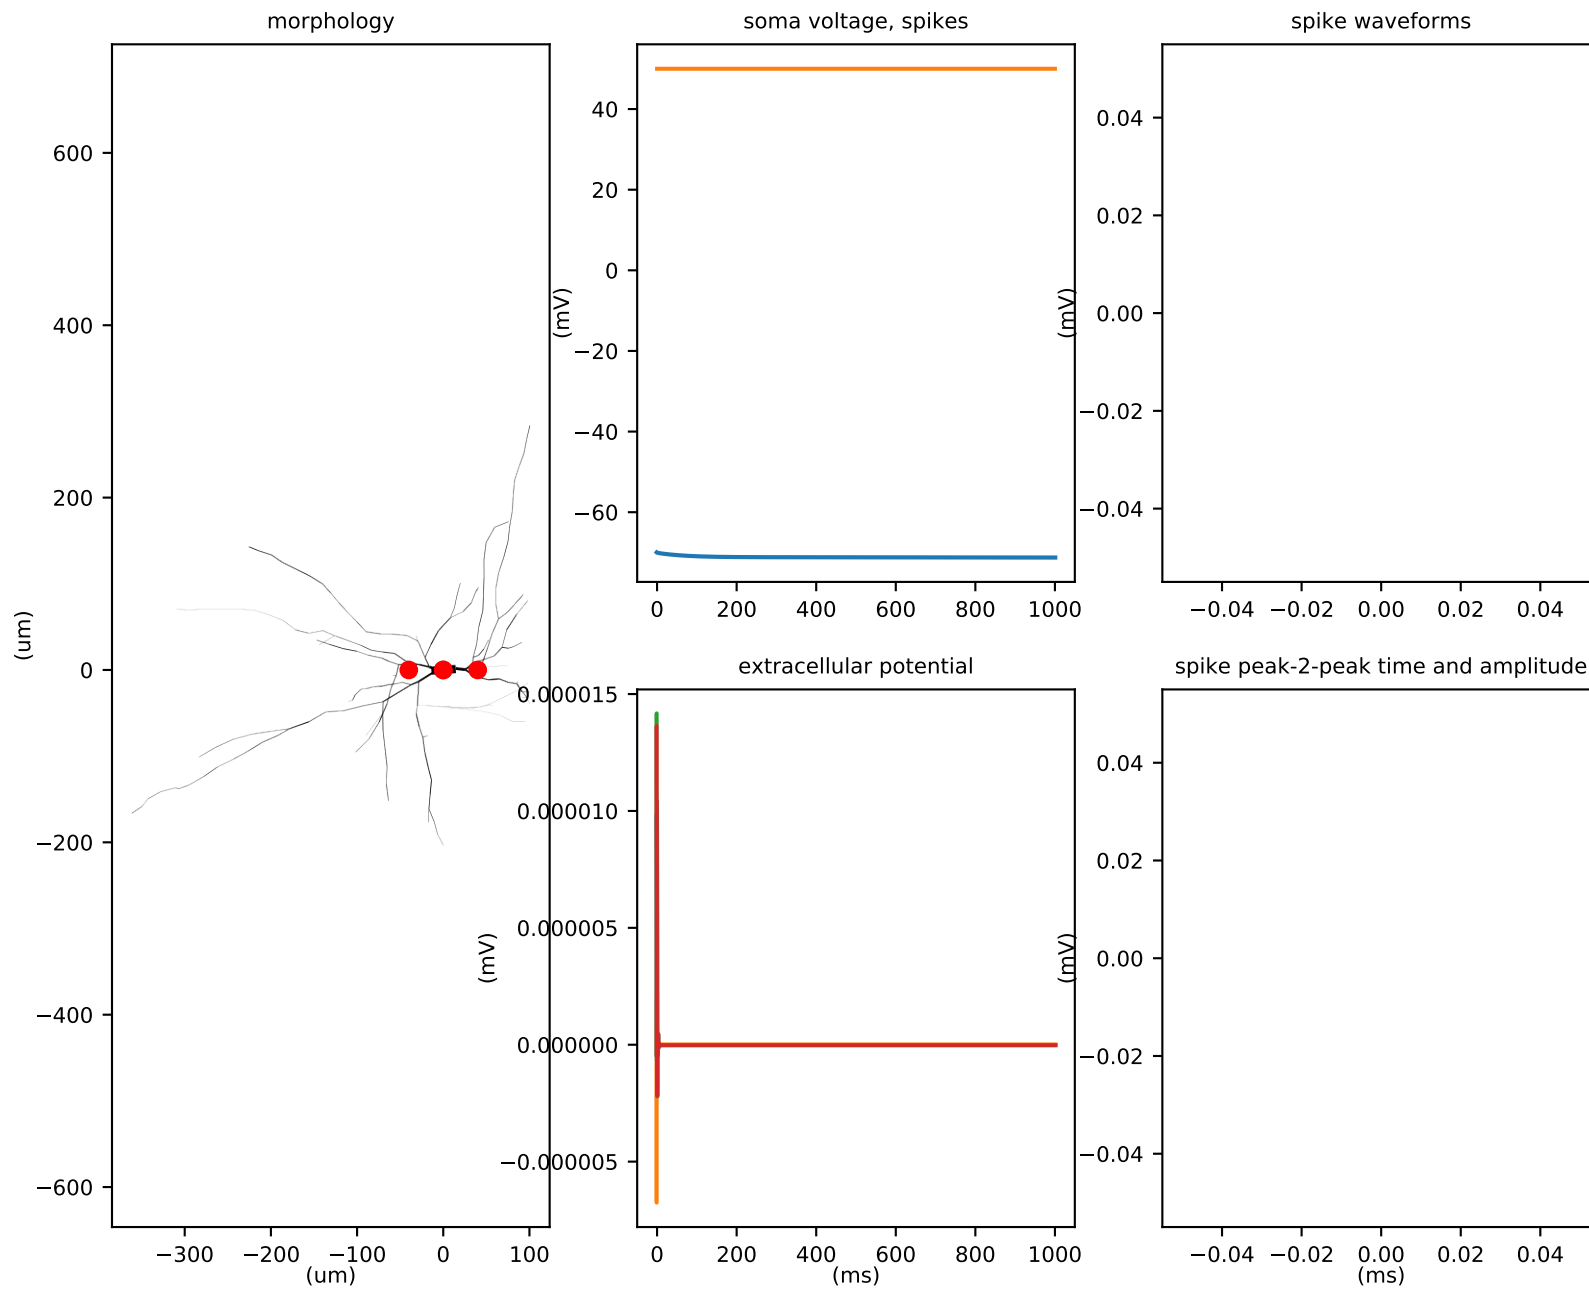 morphology
600
400
200
0
−200
−400
−600
(um)
−300 −200 −100 0 100
(um)
soma voltage, spikes
40
20
0
−20
−40
−60
(mV)
0 200 400 600 800 1000
spike waveforms
0.04
0.02
0.00
−0.02
−0.04
(mV)
−0.04 −0.02 0.00 0.02 0.04
extracellular potential
0.000015
0.000010
0.000005
0.000000
−0.000005
(mV)
0 200 400 600 800 1000
(ms)
spike peak-2-peak time and amplitude
0.04
0.02
0.00
−0.02
−0.04
(mV)
−0.04 −0.02 0.00 0.02 0.04
(ms)